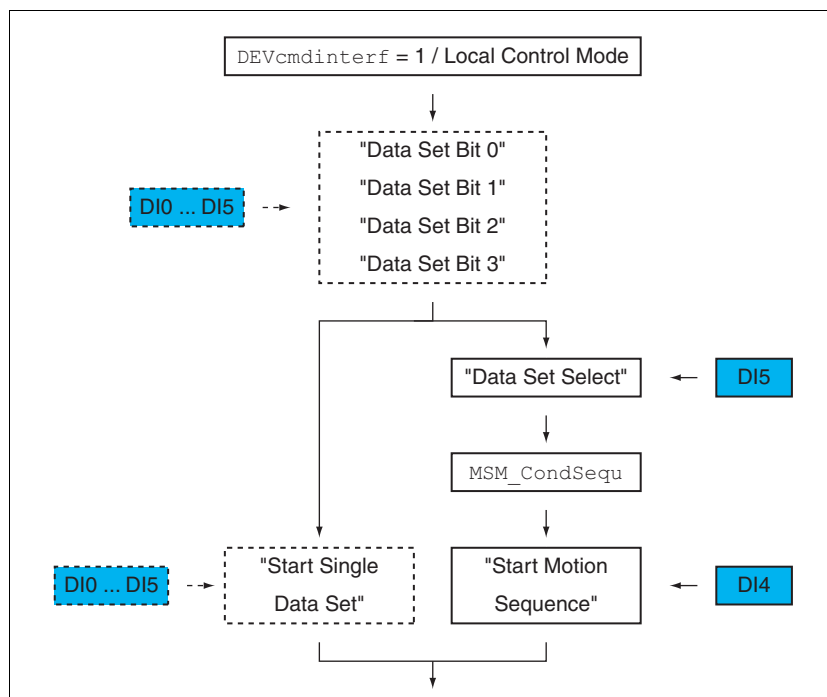 DEVcmdinterf = 1 / Local Control Mode
"Data Set Bit 0"
"Data Set Bit 1"
DI0 ... DI5
"Data Set Bit 2"
"Data Set Bit 3"
"Data Set Select"
DI5
MSM_CondSequ
DI0 ... DI5
"Start Single
Data Set"
"Start Motion
Sequence"
DI4